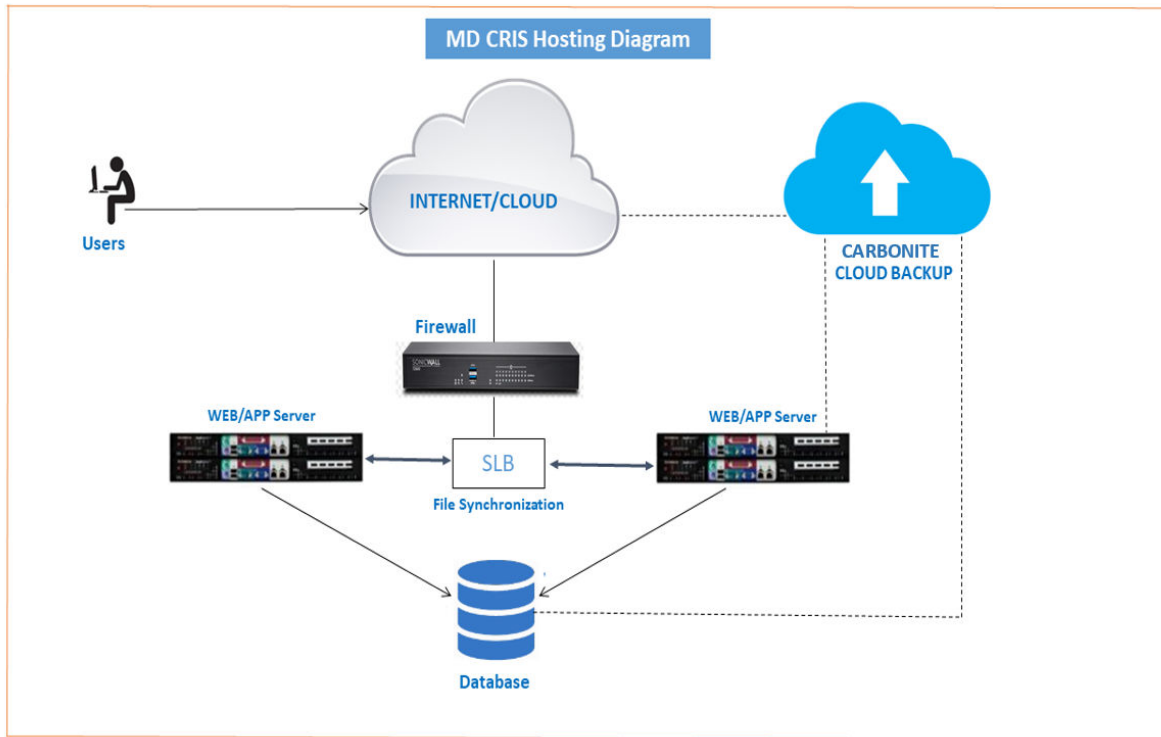 MD CRIS Hosting Diagram
INTERNET/CLOUD
Users
CARBONITE
CLOUD BACKUP
Firewall
SONICWALL
WEB/APP Server
WEB/APP Server
SLB
File Synchronization
Database